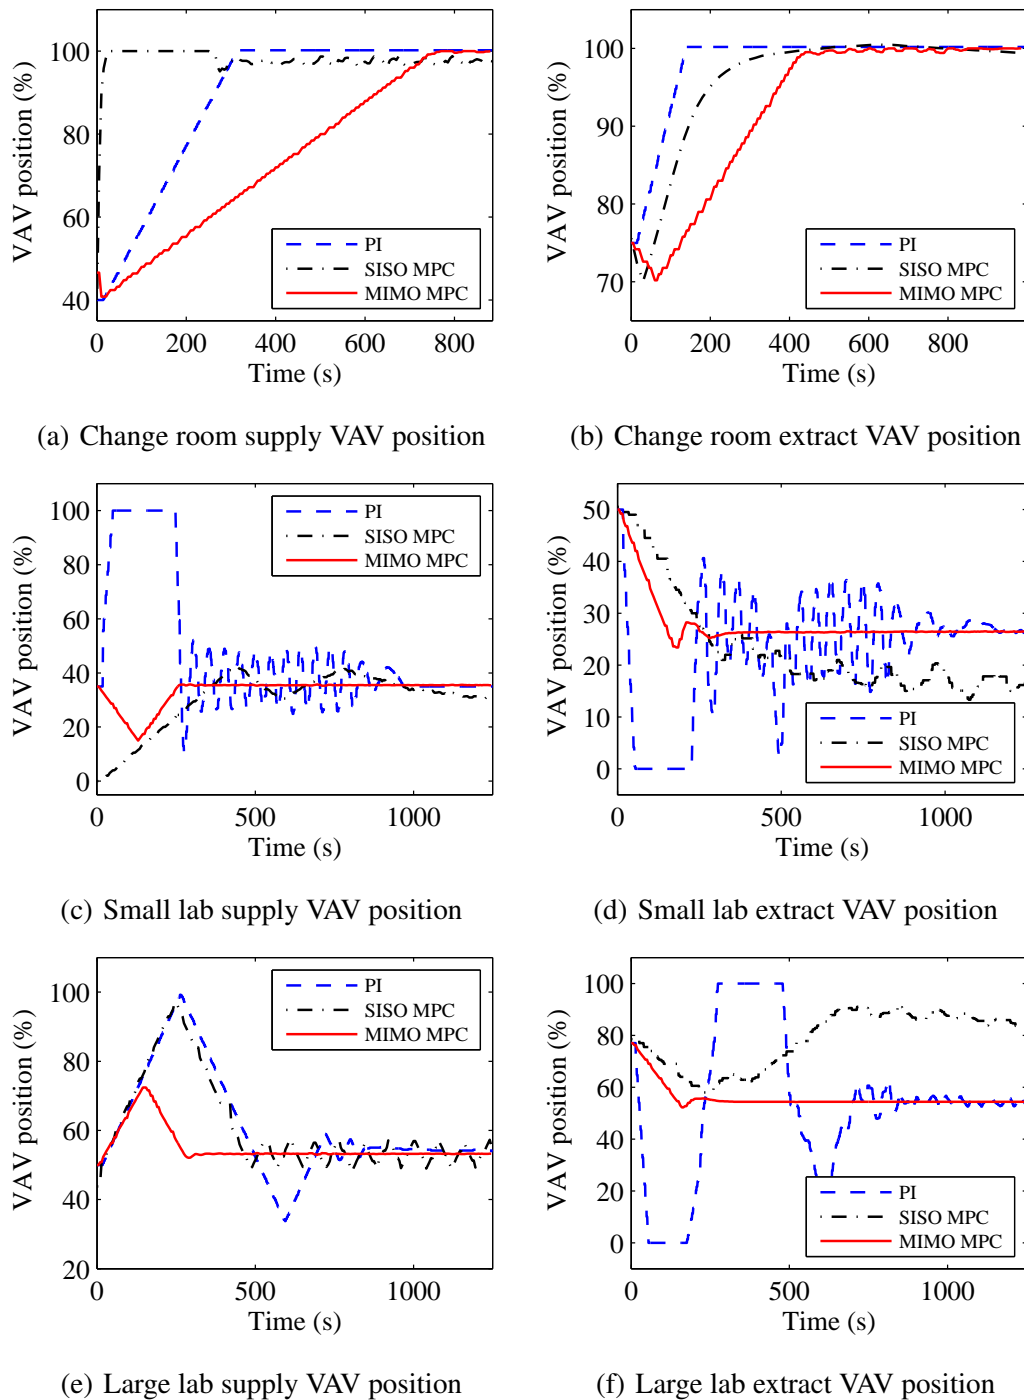 100
80
60
40
VAV position (%)
0
200
400
600
800
Time (s)
PI
SISO MPC
MIMO MPC
(a) Change room supply VAV position
100
90
80
70
VAV position (%)
0
200
400
600
800
Time (s)
PI
SISO MPC
MIMO MPC
(b) Change room extract VAV position
100
80
60
40
20
0
VAV position (%)
0
500
1000
Time (s)
PI
SISO MPC
MIMO MPC
(c) Small lab supply VAV position
50
40
30
20
10
0
VAV position (%)
0
500
1000
Time (s)
PI
SISO MPC
MIMO MPC
(d) Small lab extract VAV position
100
80
60
40
20
VAV position (%)
0
500
1000
Time (s)
PI
SISO MPC
MIMO MPC
(e) Large lab supply VAV position
100
80
60
40
20
0
VAV position (%)
0
500
1000
Time (s)
PI
SISO MPC
MIMO MPC
(f) Large lab extract VAV position